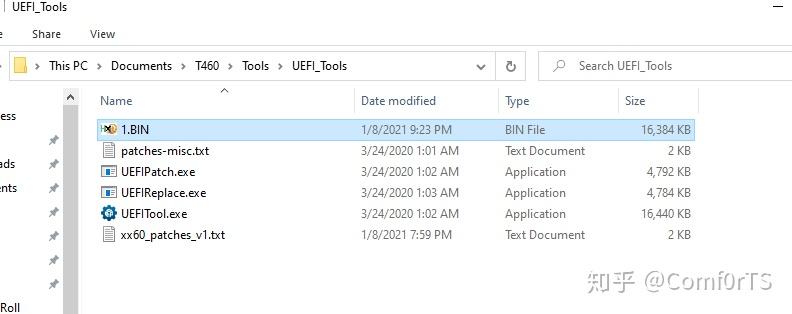 UEFI_Tools
Share View
This PC Documents T460 Tools UEFI_Tools Search UEFI_Tools
Name Date modified Type Size
1.BIN 1/8/2021 9:23 PM BIN File 16,384 KB
patches-misc.txt 3/24/2020 1:01 AM Text Document 2 KB
UEFIPatch.exe 3/24/2020 1:02 AM Application 4,792 KB
UEFIReplace.exe 3/24/2020 1:03 AM Application 4,784 KB
UEFITool.exe 3/24/2020 1:02 AM Application 16,440 KB
xx60_patches_v1.txt 1/8/2021 7:59 PM Text Document 2 KB
ess
ads
ents
Roll
知乎 @Comf0rTS